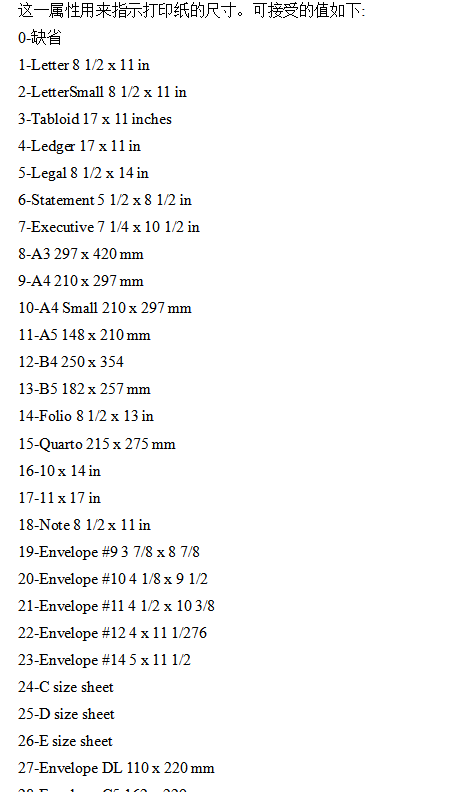 这一属性用来指示打印纸的尺寸。可接受的值如下:
0-缺省
1-Letter 8 1/2 x 11 in
2-LetterSmall 8 1/2 x 11 in
3-Tabloid 17 x 11 inches
4-Ledger 17 x 11 in
5-Legal 8 1/2 x 14 in
6-Statement 5 1/2 x 8 1/2 in
7-Executive 7 1/4 x 10 1/2 in
8-A3 297 x 420 mm
9-A4 210 x 297 mm
10-A4 Small 210 x 297 mm
11-A5 148 x 210 mm
12-B4 250 x 354
13-B5 182 x 257 mm
14-Folio 8 1/2 x 13 in
15-Quarto 215 x 275 mm
16-10 x 14 in
17-11 x 17 in
18-Note 8 1/2 x 11 in
19-Envelope #9 3 7/8 x 8 7/8
20-Envelope #10 4 1/8 x 9 1/2
21-Envelope #11 4 1/2 x 10 3/8
22-Envelope #12 4 x 11 1/276
23-Envelope #14 5 x 11 1/2
24-C size sheet
25-D size sheet
26-E size sheet
27-Envelope DL 110 x 220 mm